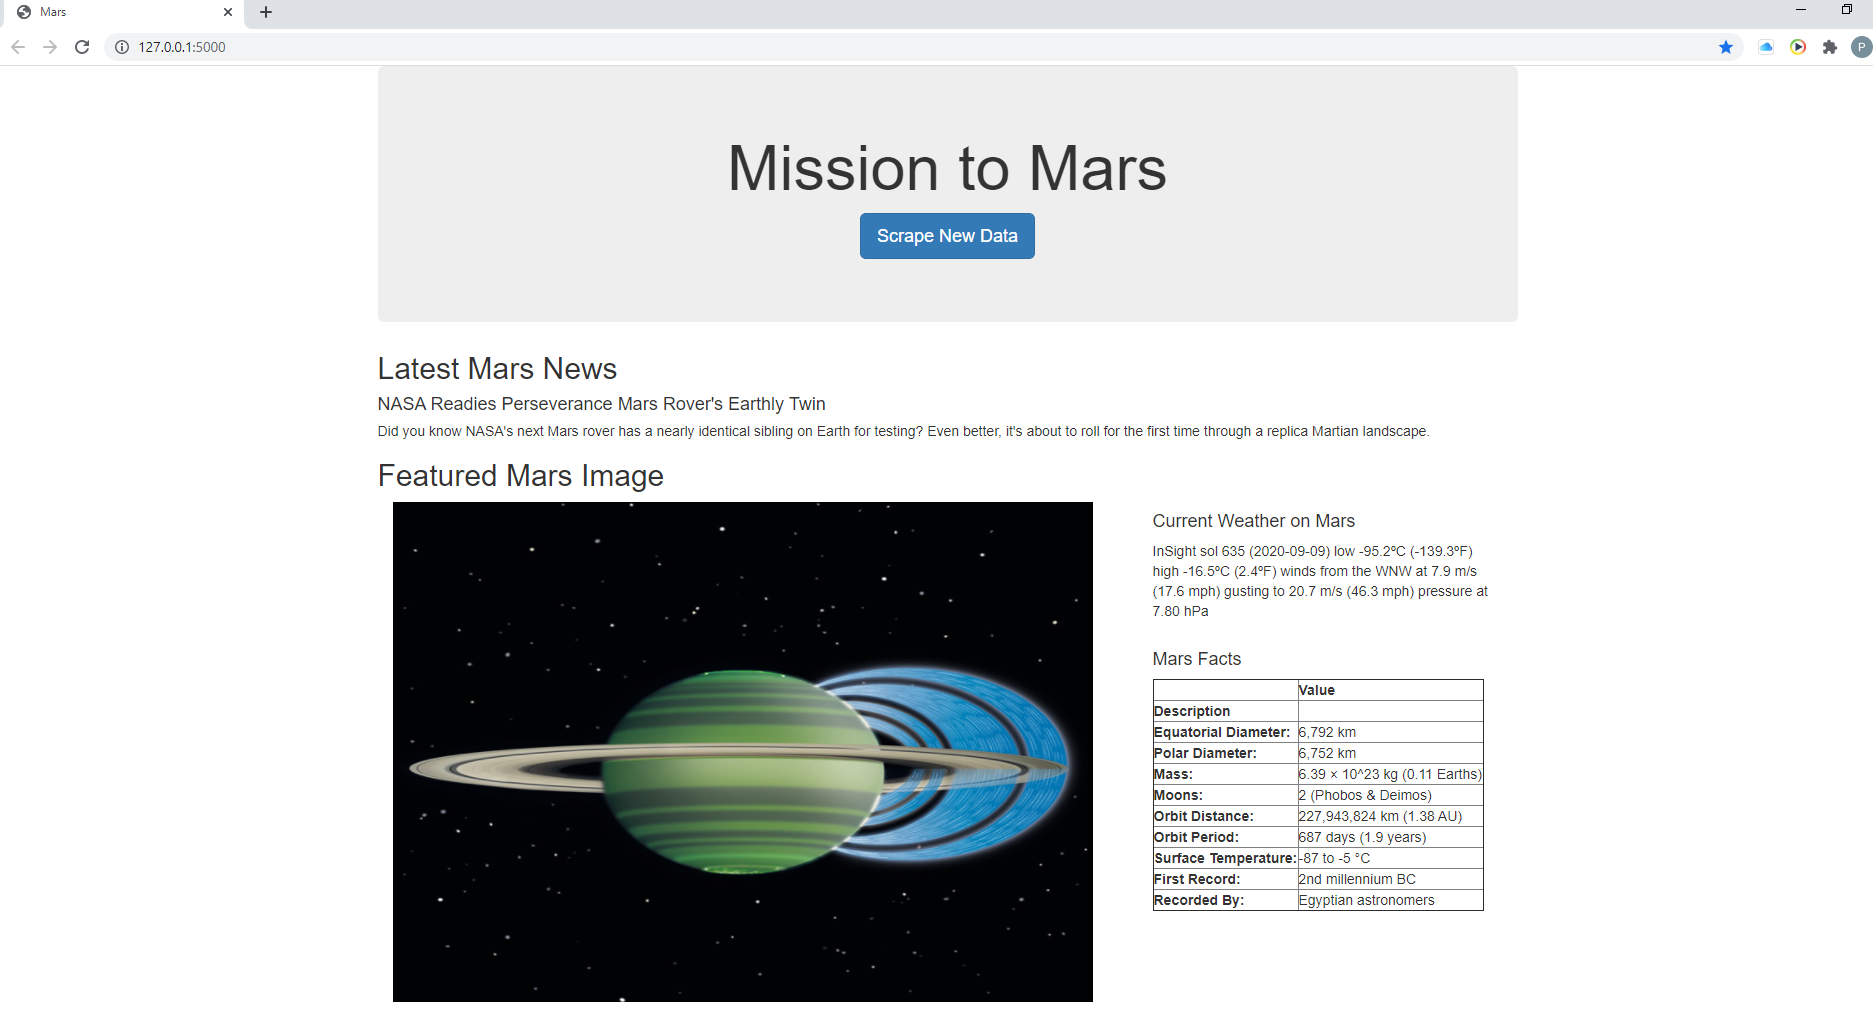 Mars
127.0.0.1:5000
P
Mission to Mars
Scrape New Data
Latest Mars News
NASA Readies Perseverance Mars Rover's Earthly Twin
Did you know NASA's next Mars rover has a nearly identical sibling on Earth for testing? Even better, it's about to roll for the first time through a replica Martian landscape.
Featured Mars Image
Current Weather on Mars
InSight sol 635 (2020-09-09) low -95.2ºC (-139.3ºF)
high -16.5ºC (2.4ºF) winds from the WNW at 7.9 m/s
(17.6 mph) gusting to 20.7 m/s (46.3 mph) pressure at
7.80 hPa
Mars Facts
Value
Description
Equatorial Diameter: 6,792 km
Polar Diameter: 6,752 km
Mass: 6.39 × 10^23 kg (0.11 Earths)
Moons: 2 (Phobos & Deimos)
Orbit Distance: 227,943,824 km (1.38 AU)
Orbit Period: 687 days (1.9 years)
Surface Temperature: -87 to -5 °C
First Record: 2nd millennium BC
Recorded By: Egyptian astronomers